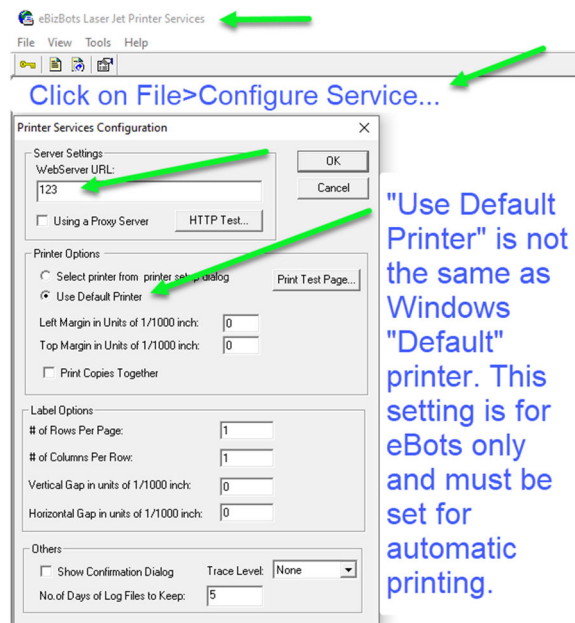 eBizBots Laser Jet Printer Services
File View Tools Help
Click on File>Configure Service...
Printer Services Configuration
Server Settings
WebServer URL:
123
Using a Proxy Server
HTTP Test...
OK
Cancel
Printer Options
Select printer from printer setup dialog
Use Default Printer
Print Test Page...
Left Margin in Units of 1/1000 inch: 0
Top Margin in Units of 1/1000 inch: 0
Print Copies Together
Label Options
# of Rows Per Page: 1
# of Columns Per Row: 1
Vertical Gap in units of 1/1000 inch: 0
Horizontal Gap in units of 1/1000 inch: 0
Others
Show Confirmation Dialog
Trace Level: None
No.of Days of Log Files to Keep: 5
"Use Default
Printer" is not
the same as
Windows
"Default"
printer. This
setting is for
eBots only
and must be
set for
automatic
printing.